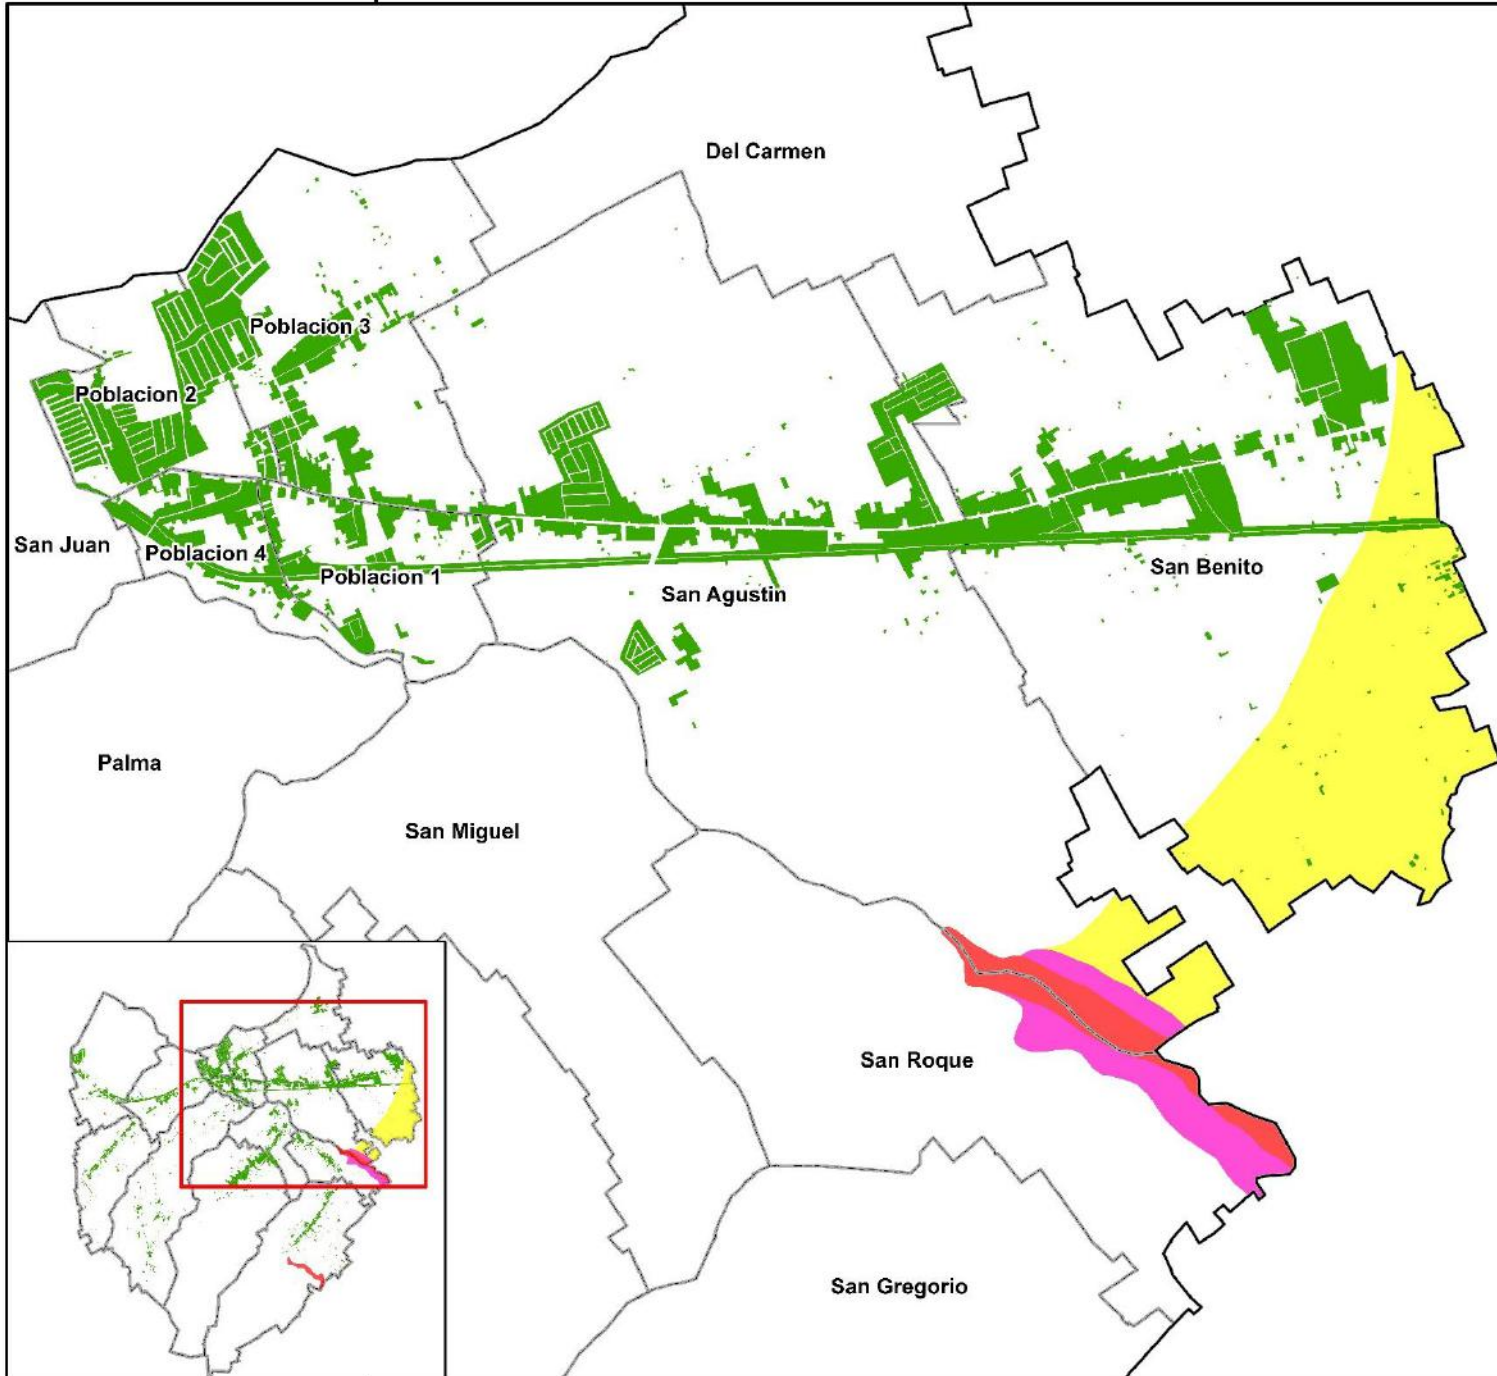 Del Carmen
Poblacion 3
Poblacion 2
San Juan
Poblacion 4
Poblacion 1
San Agustin
San Benito
Palma
San Miguel
San Roque
San Gregorio